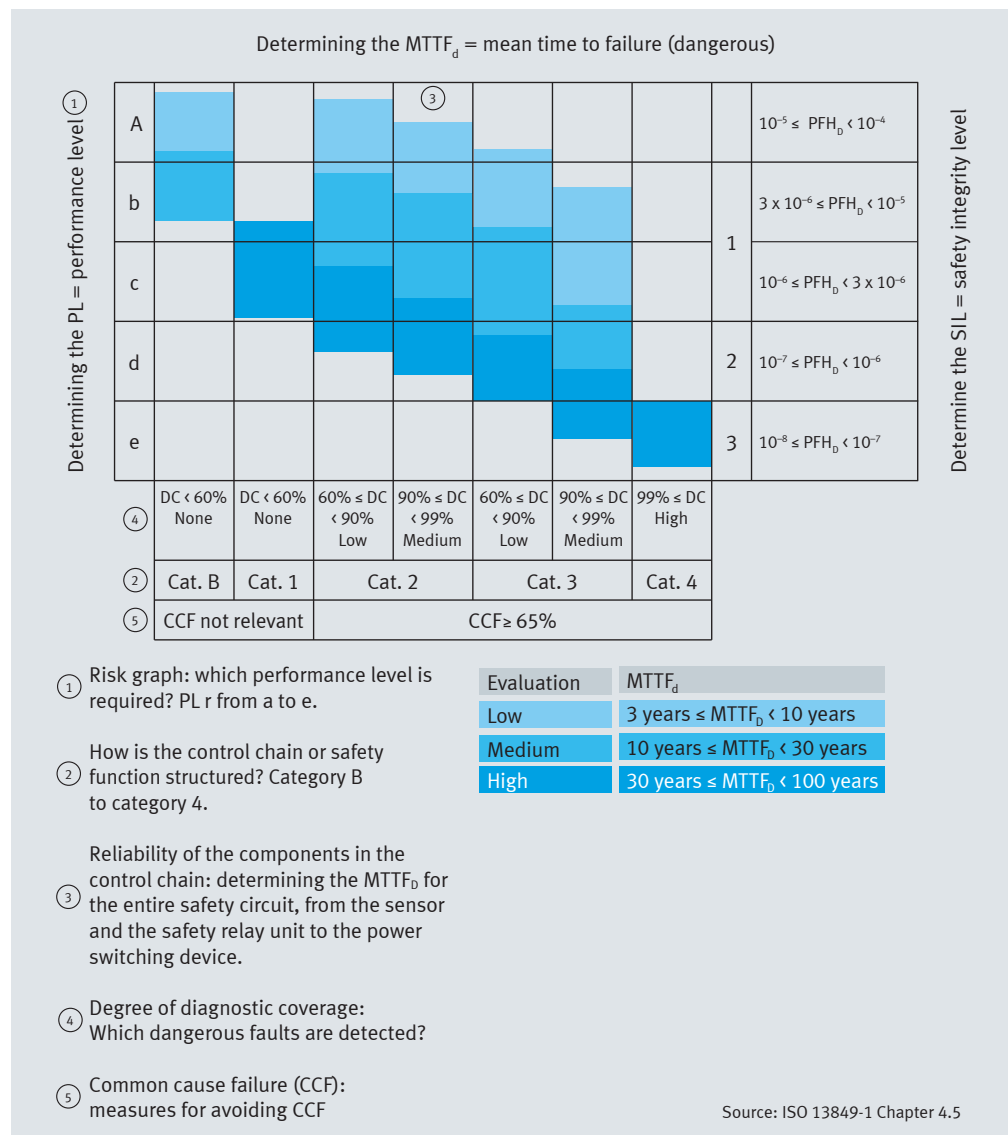 Determining the MTTFd = mean time to failure (dangerous)
Determining the PL = performance level 1
3
A
10⁻⁵ ≤ PFHD < 10⁻⁴
b
3 x 10⁻⁶ ≤ PFHD < 10⁻⁵
1
c
10⁻⁶ ≤ PFHD < 3 x 10⁻⁶
d
2
10⁻⁷ ≤ PFHD < 10⁻⁶
e
3
10⁻⁸ ≤ PFHD < 10⁻⁷
Determine the SIL = safety integrity level
4
DC < 60%
None
DC < 60%
None
60% ≤ DC
< 90%
Low
90% ≤ DC
< 99%
Medium
60% ≤ DC
< 90%
Low
90% ≤ DC
< 99%
Medium
99% ≤ DC
High
2
Cat. B
Cat. 1
Cat. 2
Cat. 3
Cat. 4
5
CCF not relevant
CCF≥ 65%
1
Risk graph: which performance level is
required? PL r from a to e.
2
How is the control chain or safety
function structured? Category B
to category 4.
3
Reliability of the components in the
control chain: determining the MTTFD for
the entire safety circuit, from the sensor
and the safety relay unit to the power
switching device.
4
Degree of diagnostic coverage:
Which dangerous faults are detected?
5
Common cause failure (CCF):
measures for avoiding CCF
Evaluation MTTFd
Low 3 years ≤ MTTFD < 10 years
Medium 10 years ≤ MTTFD < 30 years
High 30 years ≤ MTTFD < 100 years
Source: ISO 13849-1 Chapter 4.5